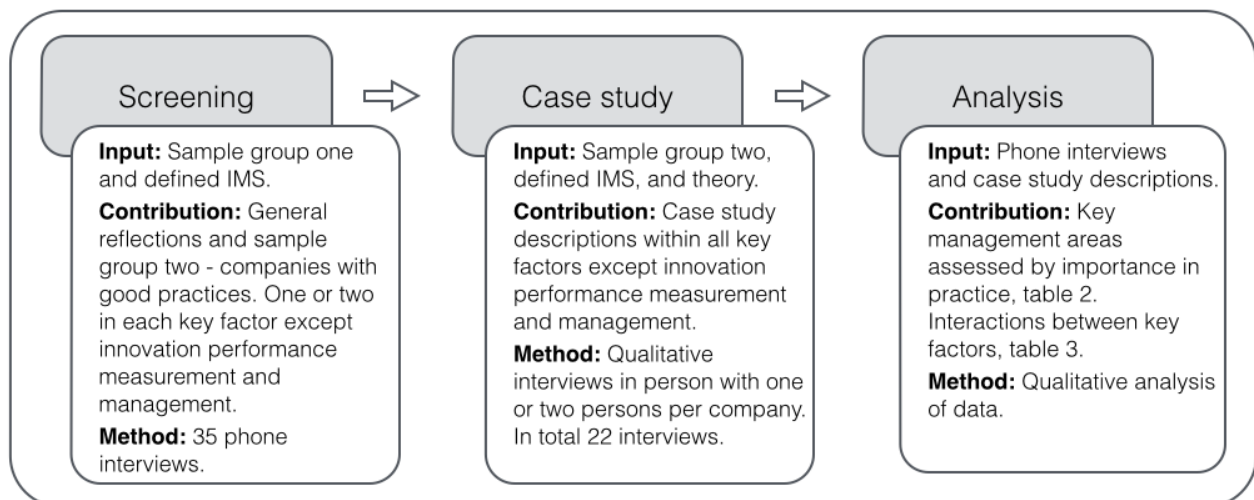 Screening
Input: Sample group one
and defined IMS.
Contribution: General
reflections and sample
group two - companies with
good practices. One or two
in each key factor except
innovation performance
measurement and
management.
Method: 35 phone
interviews.
Case study
Input: Sample group two,
defined IMS, and theory.
Contribution: Case study
descriptions within all key
factors except innovation
performance measurement
and management.
Method: Qualitative
interviews in person with one
or two persons per company.
In total 22 interviews.
Analysis
Input: Phone interviews
and case study descriptions.
Contribution: Key
management areas
assessed by importance in
practice, table 2.
Interactions between key
factors, table 3.
Method: Qualitative analysis
of data.